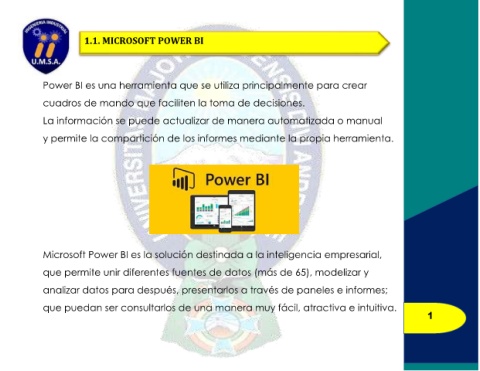 INGENIERIA INDUSTRIAL
U.M.S.A.
1.1. MICROSOFT POWER BI
Power BI es una herramienta que se utiliza principalmente para crear
cuadros de mando que faciliten la toma de decisiones.
La información se puede actualizar de manera automatizada o manual
y permite la compartición de los informes mediante la propia herramienta.
Power BI
Microsoft Power BI es la solución destinada a la inteligencia empresarial,
que permite unir diferentes fuentes de datos (más de 65), modelizar y
analizar datos para después, presentarlos a través de paneles e informes;
que puedan ser consultarlos de una manera muy fácil, atractiva e intuitiva.
1